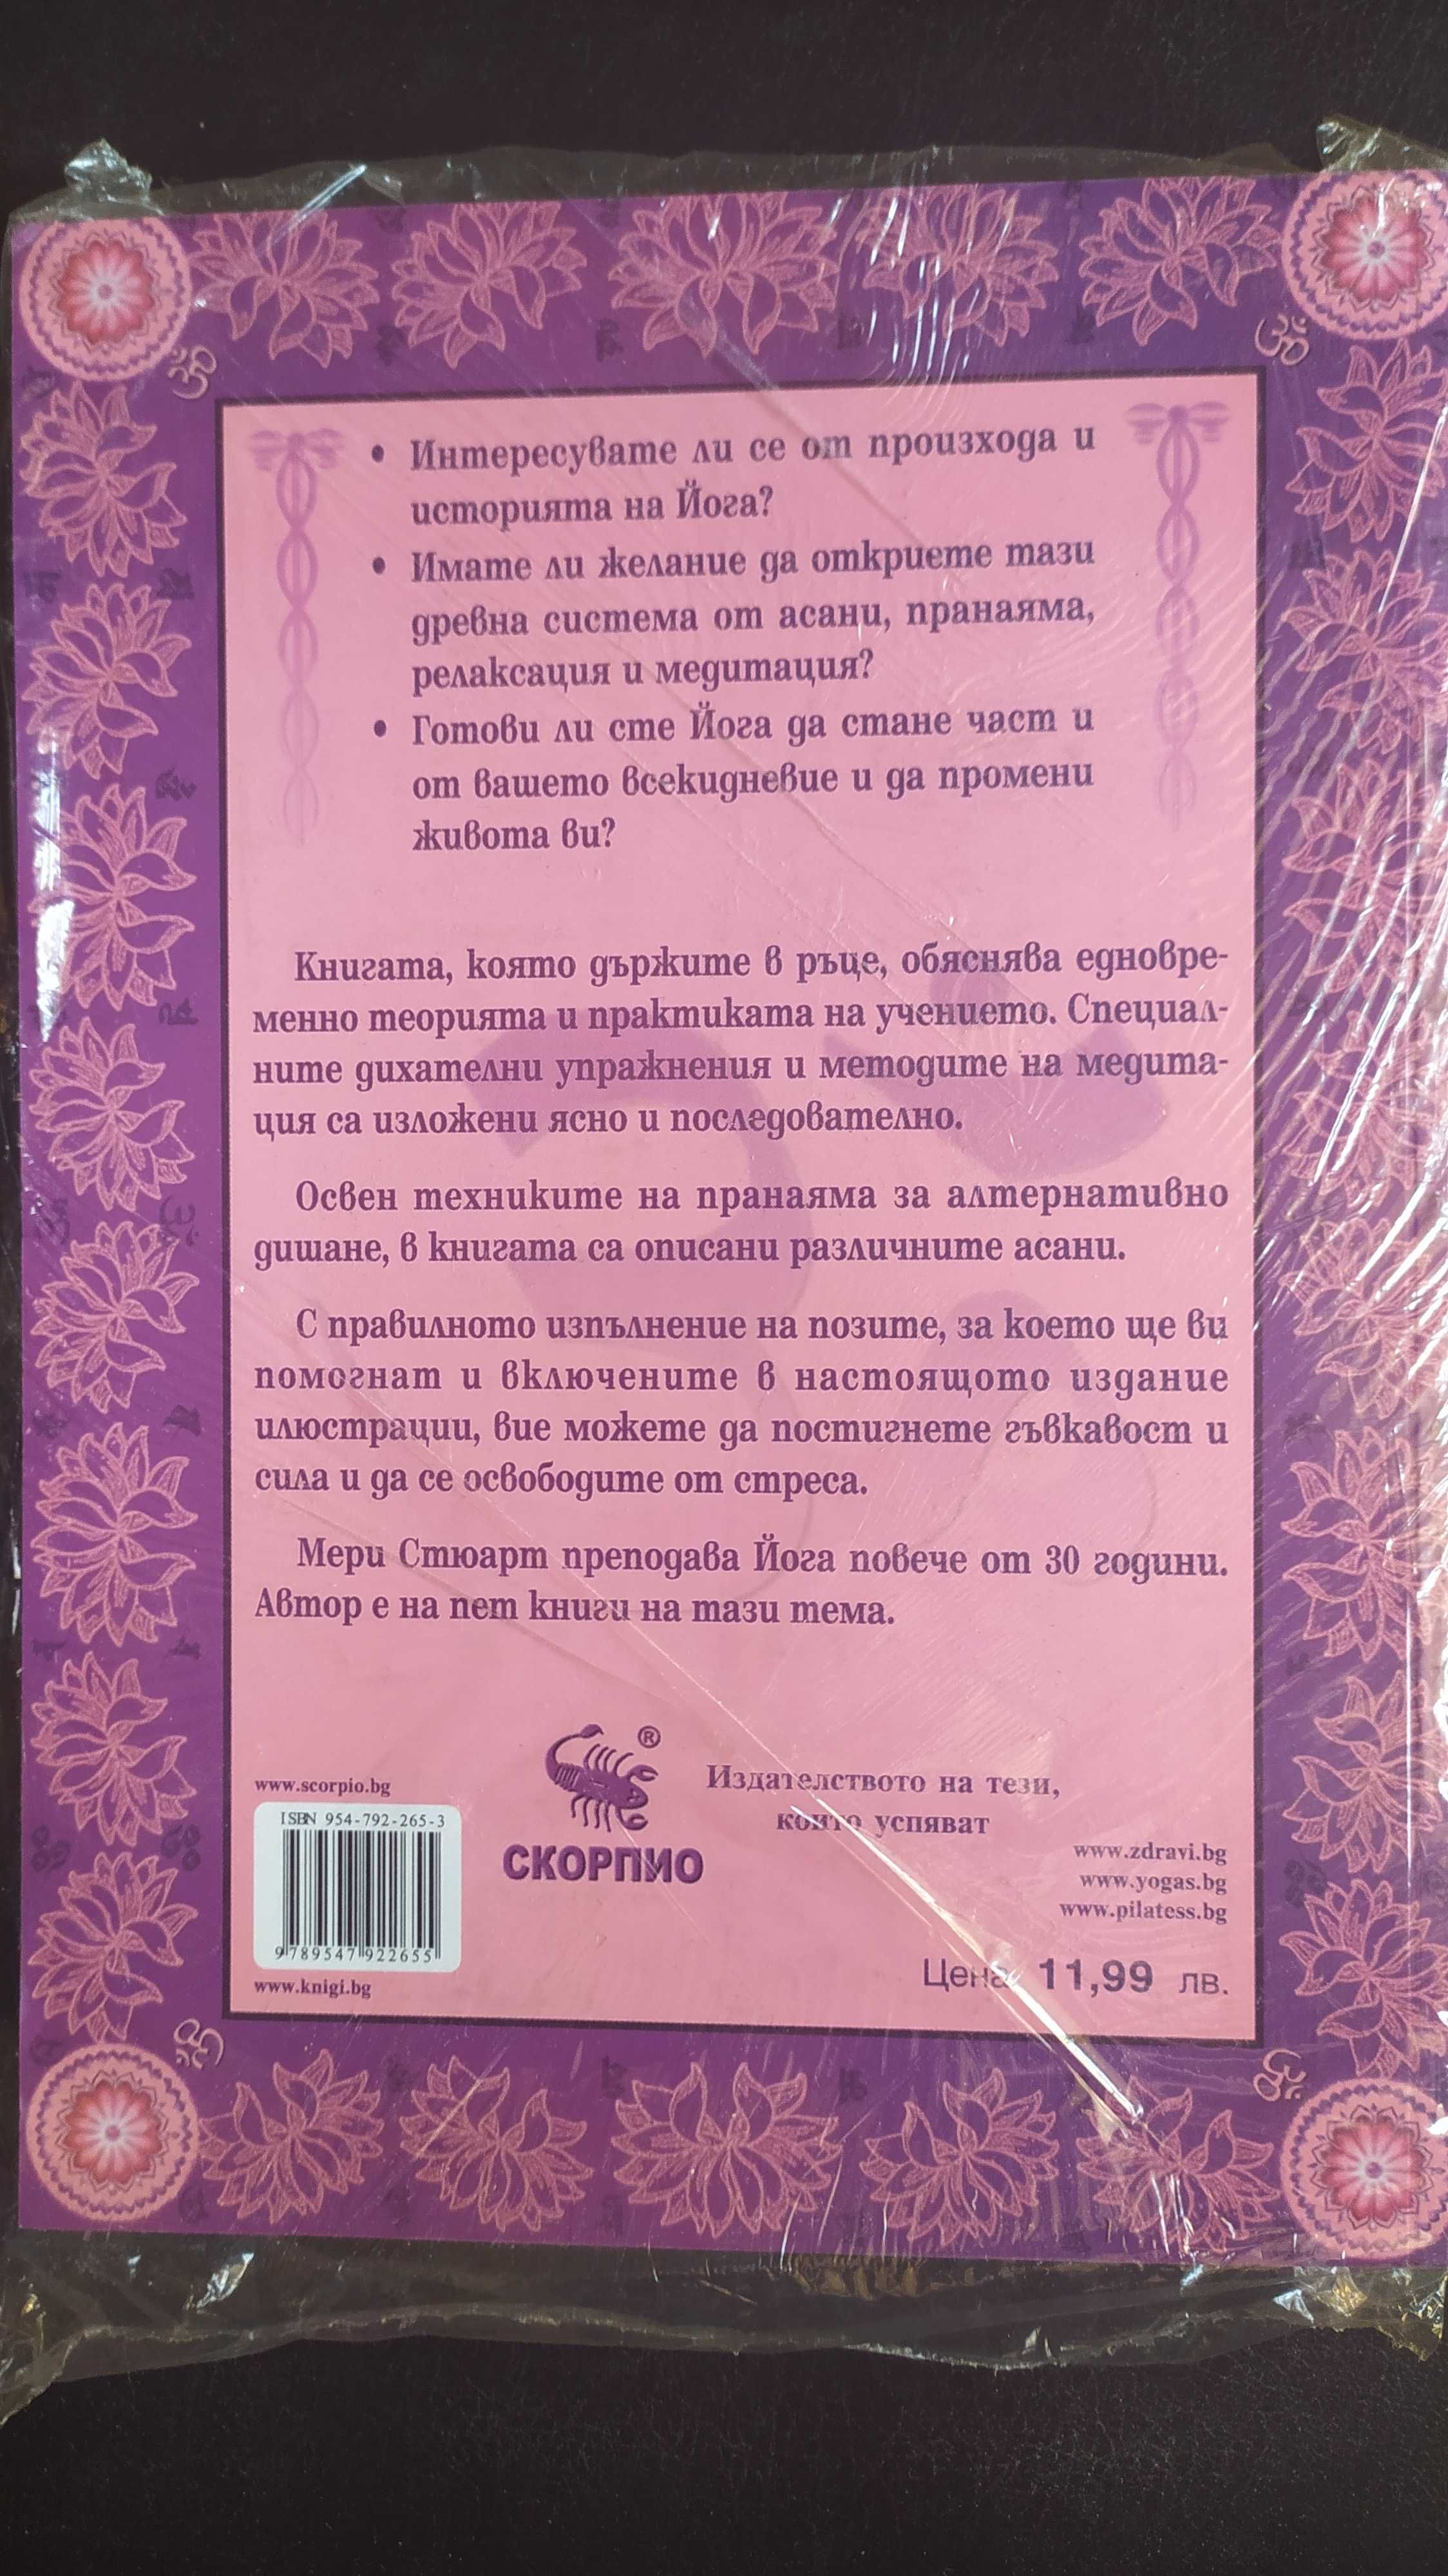 • Интересувате ли се от произхода и
историята на Йога?
• Имате ли желание да откриете тази
древна система от асани, пранаяма,
релаксация и медитация?
• Готови ли сте Йога да стане част и
от вашето всекидневие и да промени
живота ви?
Книгата, която държите в ръце, обяснява едновре-
менно теорията и практиката на учението. Специал-
ните дихателни упражнения и методите на медита-
ция са изложени ясно и последователно.
Освен техниките на пранаяма за алтернативно
дишане, в книгата са описани различните асани.
С правилното изпълнение на позите, за което ще ви
помогнат и включените в настоящото издание
илюстрации, вие можете да постигнете гъвкавост и
сила и да се освободите от стреса.
Мери Стюарт преподава Йога повече от 30 години.
Автор е на пет книги на тази тема.
www.scorpio.bg
ISBN 954-792-265-3
9789547922655
www.knigi.bg
®
СКОРПИО
Издателството на тези,
които успяват
www.zdravi.bg
www.yogas.bg
www.pilatess.bg
Цена 11,99 лв.